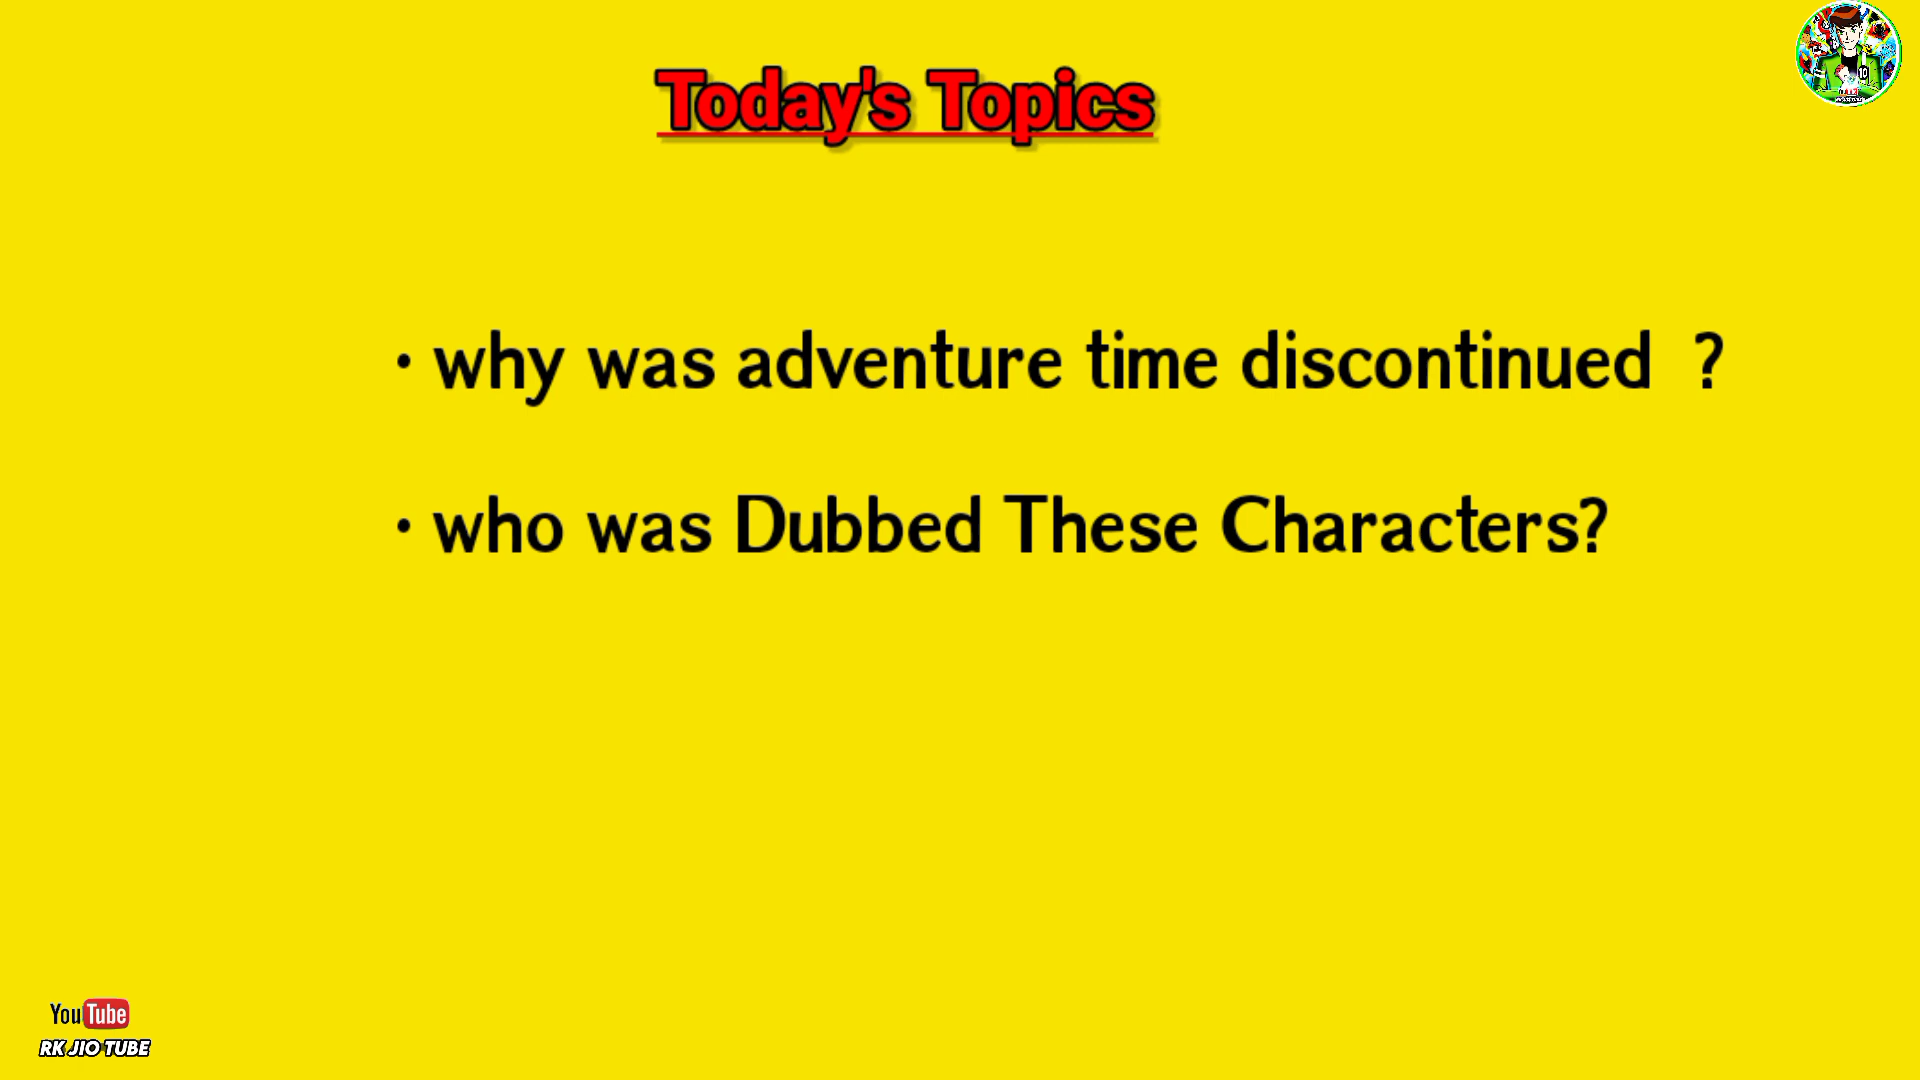 Today's Topics
• why was adventure time discontinued ?
• who was Dubbed These Characters?
YouTube
RK JIO TUBE